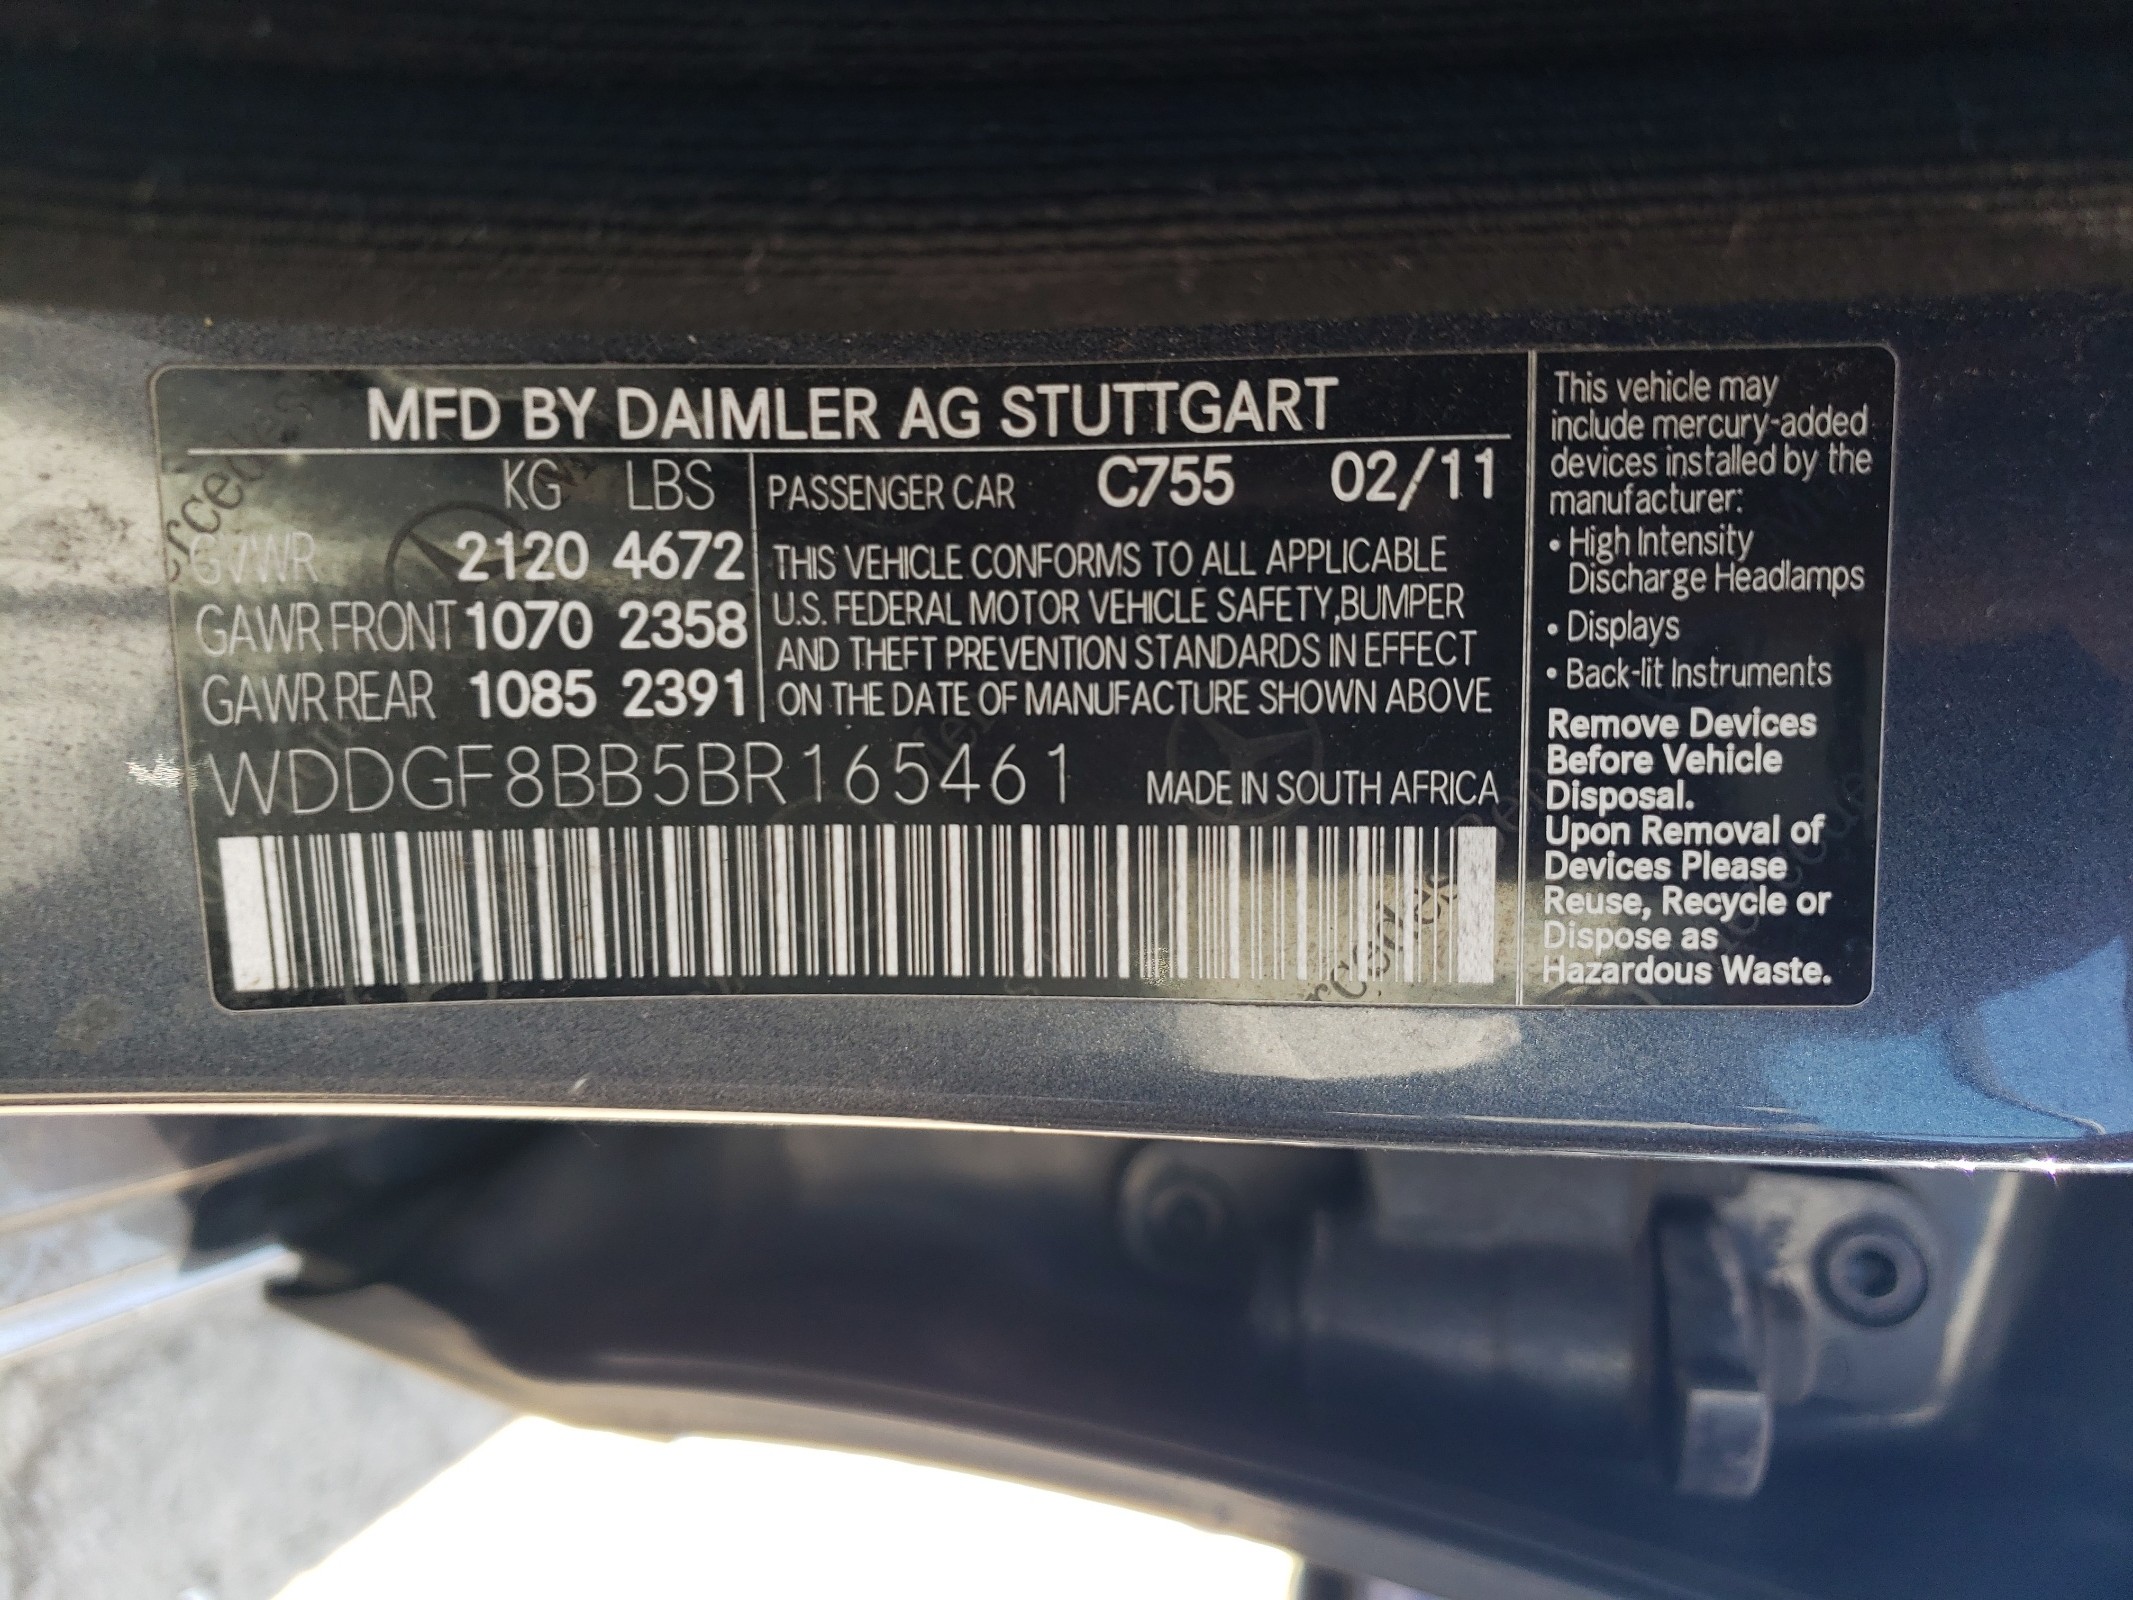 MFD BY DAIMLER AG STUTTGART
KG LBS
GVWR 2120 4672
GAWR FRONT 1070 2358
GAWR REAR 1085 2391
PASSENGER CAR C755 02/11
THIS VEHICLE CONFORMS TO ALL APPLICABLE
U.S. FEDERAL MOTOR VEHICLE SAFETY,BUMPER
AND THEFT PREVENTION STANDARDS IN EFFECT
ON THE DATE OF MANUFACTURE SHOWN ABOVE
WDDGF8BB5BR165461
MADE IN SOUTH AFRICA
This vehicle may
include mercury-added
devices installed by the
manufacturer:
• High Intensity
Discharge Headlamps
• Displays
• Back-lit Instruments
Remove Devices
Before Vehicle
Disposal.
Upon Removal of
Devices Please
Reuse, Recycle or
Dispose as
Hazardous Waste.